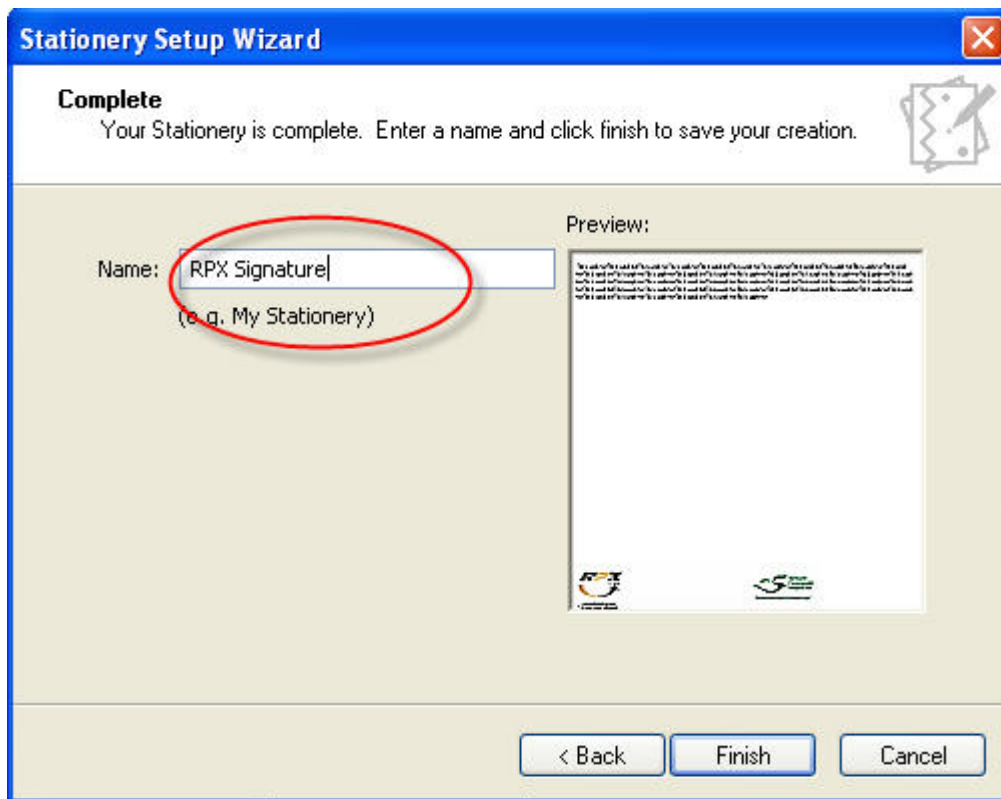 Stationery Setup Wizard
Complete
Your Stationery is complete. Enter a name and click finish to save your creation.
Preview:
Name: RPX Signature
(e.g. My Stationery)
RPX
< Back Finish Cancel